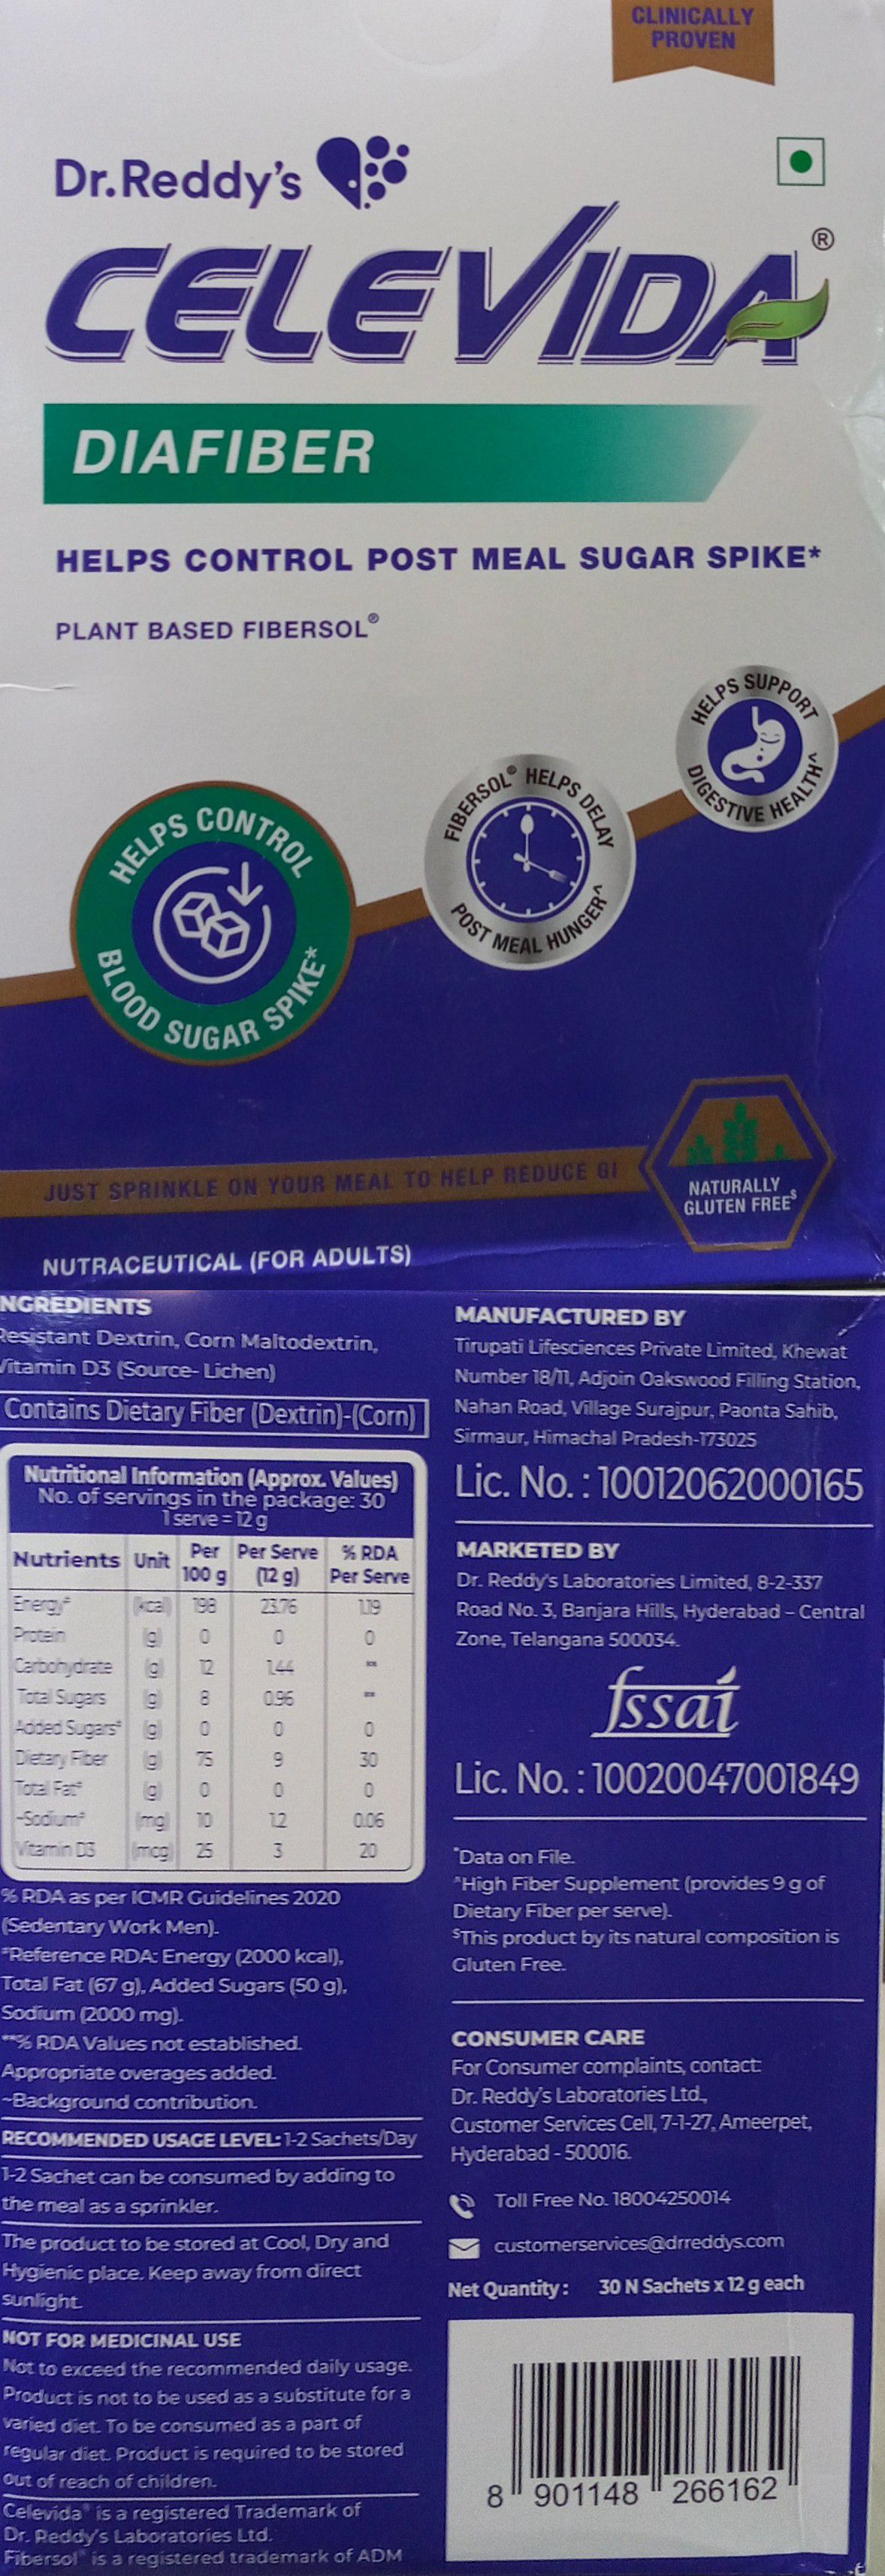 CLINICALLY
PROVEN
Dr.Reddy's
CELEVIDA®
DIAFIBER
HELPS CONTROL POST MEAL SUGAR SPIKE*
PLANT BASED FIBERSOL®
HELPS SUPPORT
DIGESTIVE HEALTH^
FIBERSOL® HELPS DELAY
POST MEAL HUNGER^
HELPS CONTROL
BLOOD SUGAR SPIKE*
JUST SPRINKLE ON YOUR MEAL TO HELP REDUCE GI
NATURALLY
GLUTEN FREE$
NUTRACEUTICAL (FOR ADULTS)
NGREDIENTS
Resistant Dextrin, Corn Maltodextrin,
Vitamin D3 (Source- Lichen)
Contains Dietary Fiber (Dextrin)-(Corn)
Nutritional Information (Approx. Values)
No. of servings in the package: 30
1 serve = 12 g
Nutrients Unit Per 100 g Per Serve (12 g) % RDA Per Serve
Energy# (kcal) 198 23.76 1.19
Protein (g) 0 0 0
Carbohydrate (g) 12 1.44 **
Total Sugars (g) 8 0.96 **
Added Sugars# (g) 0 0 0
Dietary Fiber (g) 75 9 30
Total Fat# (g) 0 0 0
~Sodium# (mg) 10 1.2 0.06
Vitamin D3 (mcg) 25 3 20
% RDA as per ICMR Guidelines 2020
(Sedentary Work Men).
#Reference RDA: Energy (2000 kcal),
Total Fat (67 g), Added Sugars (50 g),
Sodium (2000 mg).
**% RDA Values not established.
Appropriate overages added.
~Background contribution.
RECOMMENDED USAGE LEVEL: 1-2 Sachets/Day
1-2 Sachet can be consumed by adding to
the meal as a sprinkler.
The product to be stored at Cool, Dry and
Hygienic place. Keep away from direct
sunlight.
NOT FOR MEDICINAL USE
Not to exceed the recommended daily usage.
Product is not to be used as a substitute for a
varied diet. To be consumed as a part of
regular diet. Product is required to be stored
out of reach of children.
Celevida® is a registered Trademark of
Dr. Reddy's Laboratories Ltd.
Fibersol® is a registered trademark of ADM
MANUFACTURED BY
Tirupati Lifesciences Private Limited, Khewat
Number 18/11, Adjoin Oakswood Filling Station,
Nahan Road, Village Surajpur, Paonta Sahib,
Sirmaur, Himachal Pradesh-173025
Lic. No. : 10012062000165
MARKETED BY
Dr. Reddy's Laboratories Limited, 8-2-337
Road No. 3, Banjara Hills, Hyderabad – Central
Zone, Telangana 500034.
fssai
Lic. No. : 10020047001849
*Data on File.
^High Fiber Supplement (provides 9 g of
Dietary Fiber per serve).
$This product by its natural composition is
Gluten Free.
CONSUMER CARE
For Consumer complaints, contact:
Dr. Reddy's Laboratories Ltd.,
Customer Services Cell, 7-1-27, Ameerpet,
Hyderabad - 500016.
Toll Free No. 18004250014
customerservices@drreddys.com
Net Quantity : 30 N Sachets x 12 g each
8 901148 266162